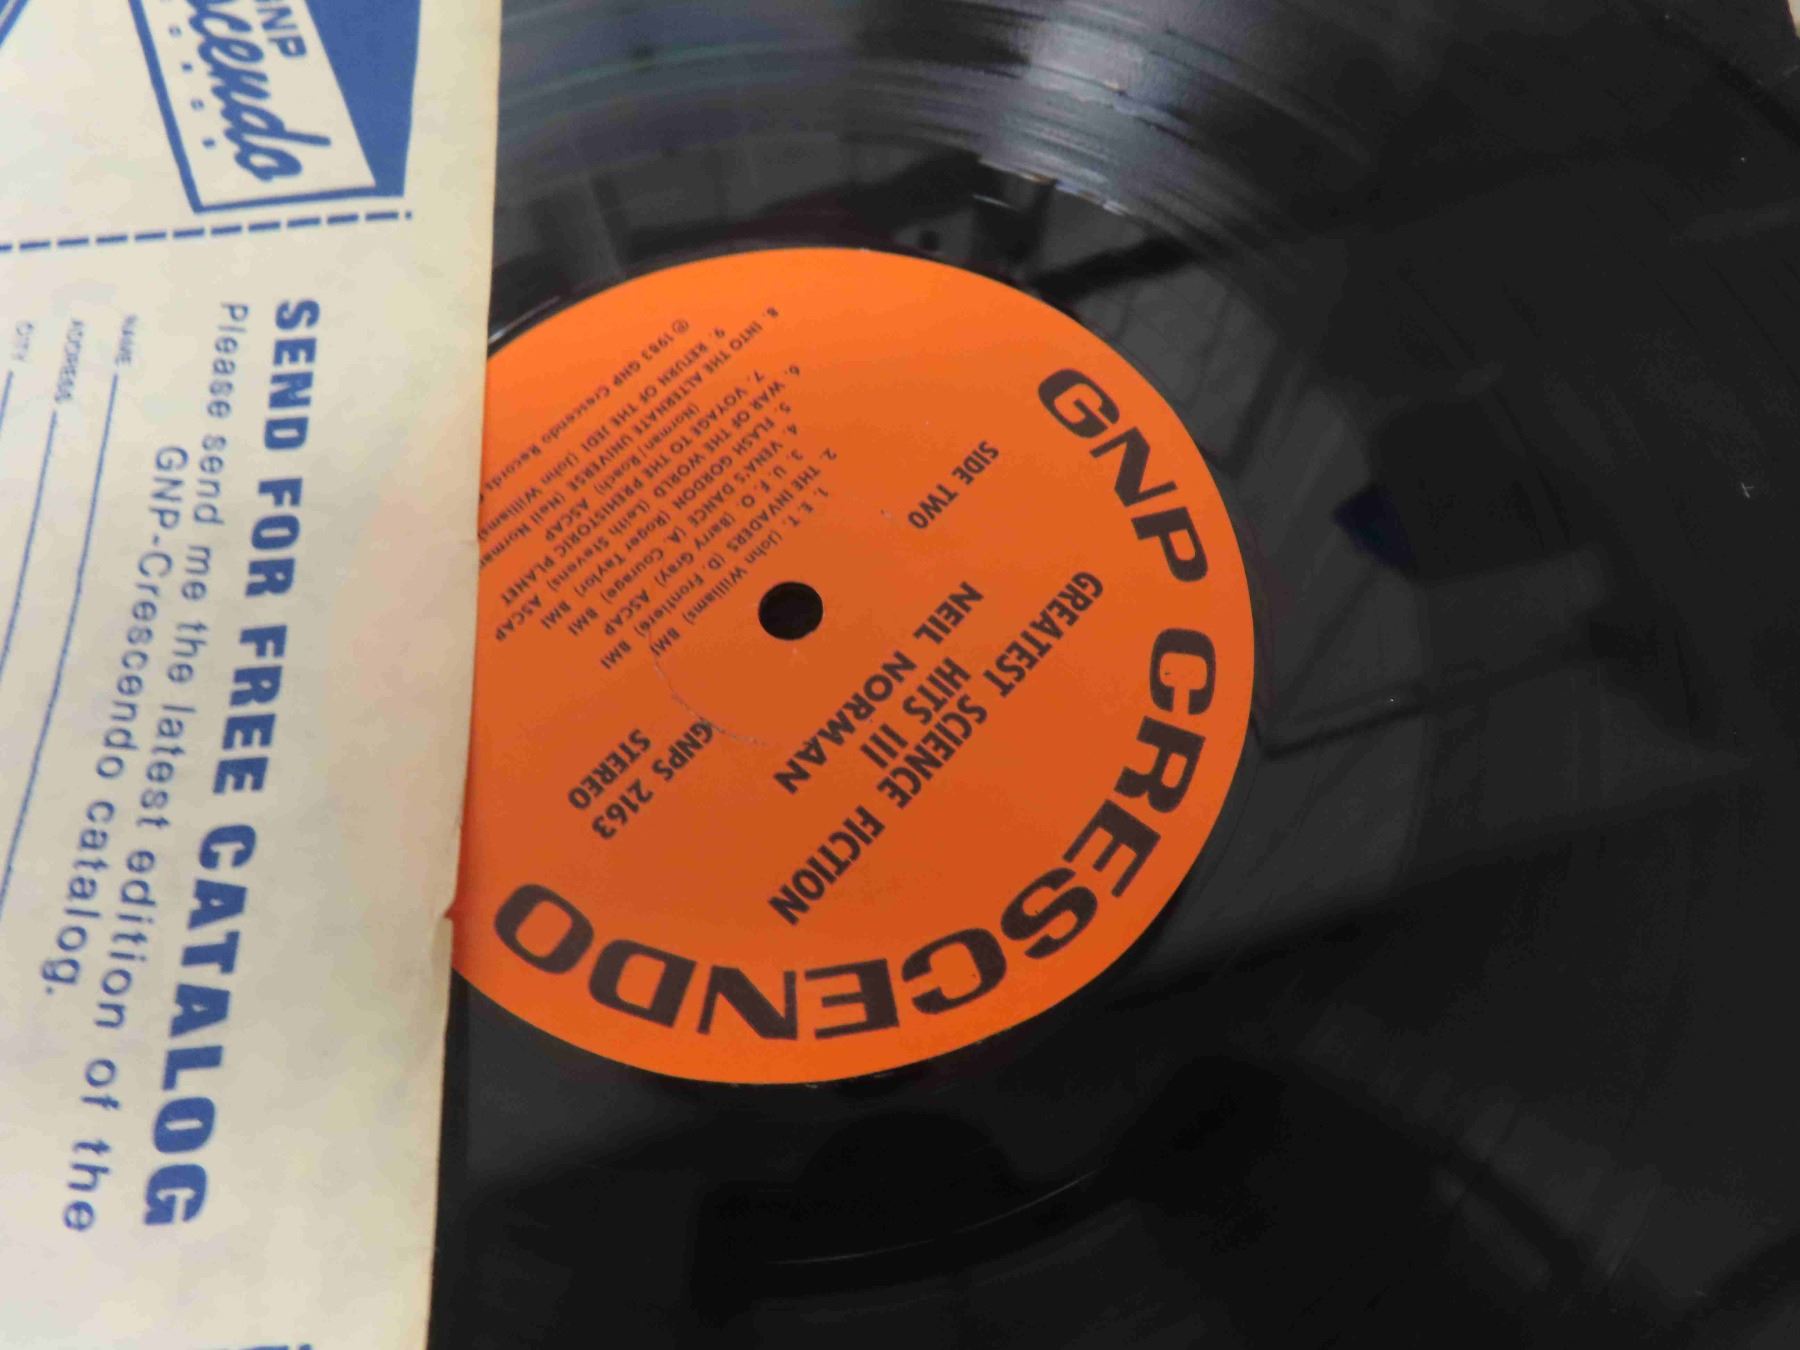 GNP
SEND FOR FREE CATALOG
Please send me the latest edition of the
GNP-Crescendo catalog.
NAME
ADDRESS
CITY
GNP CRESCENDO
GREATEST SCIENCE FICTION
HITS III
NEIL NORMAN
SIDE TWO
GNPS 2163
STEREO
1. E.T. (John Williams) BMI
2. THE INVADERS (D. Frontiere) BMI
3. U.F.O. (Barry Gray) ASCAP
4. VENA'S DANCE (A. Courage) BMI
5. FLASH GORDON (Roger Taylor) BMI
6. WAR OF THE WORLD (Leith Stevens) ASCAP
7. VOYAGE TO THE PREHISTORIC PLANET
(Norman/Rosch) ASCAP
8. INTO THE ALTERNATE UNIVERSE (Neil
9. RETURN OF THE JEDI (John Williams)
℗ 1983 GNP Crescendo